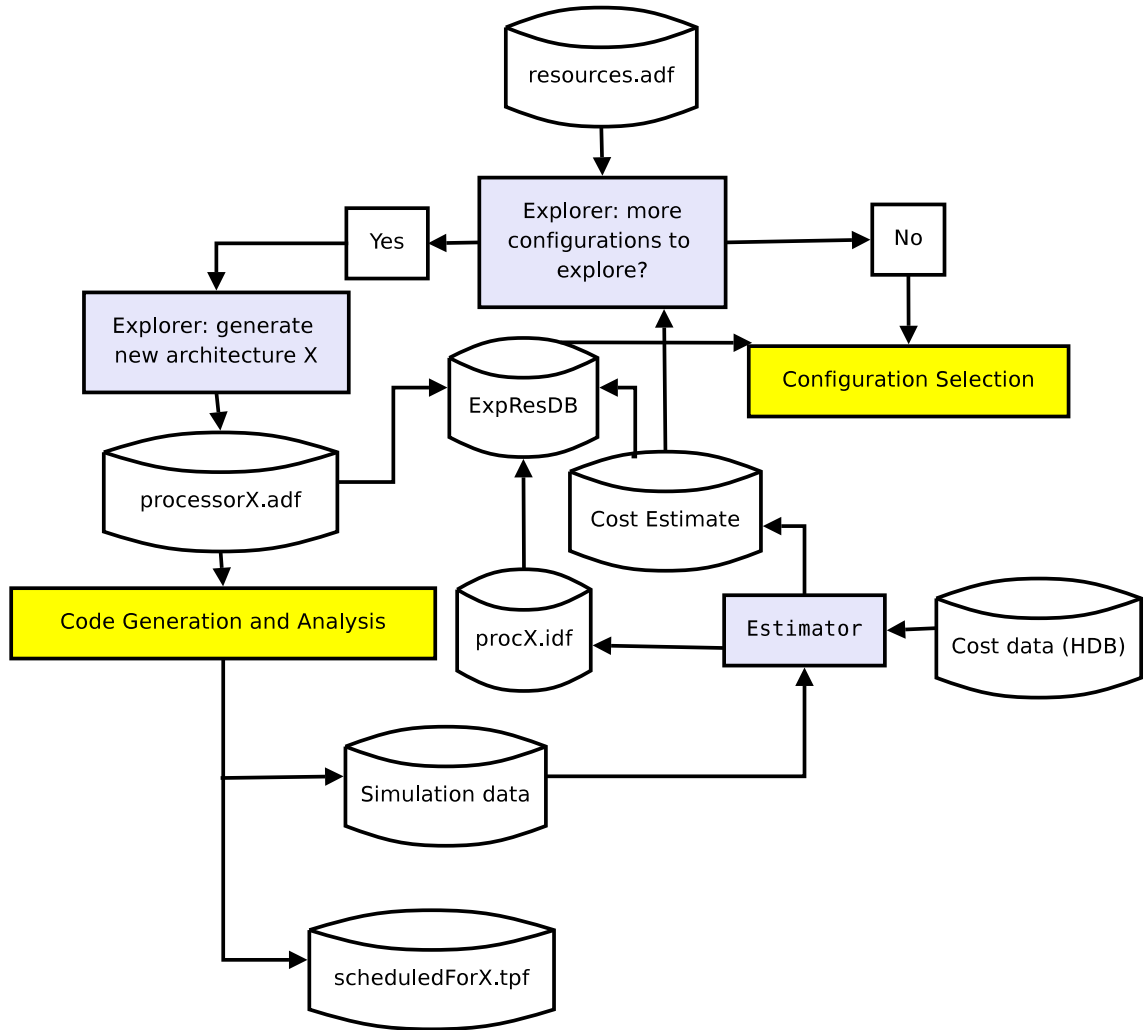 resources.adf
Explorer: more
configurations to
explore?
Yes
No
Explorer: generate
new architecture X
Configuration Selection
ExpResDB
processorX.adf
Cost Estimate
Code Generation and Analysis
procX.idf
Estimator
Cost data (HDB)
Simulation data
scheduledForX.tpf